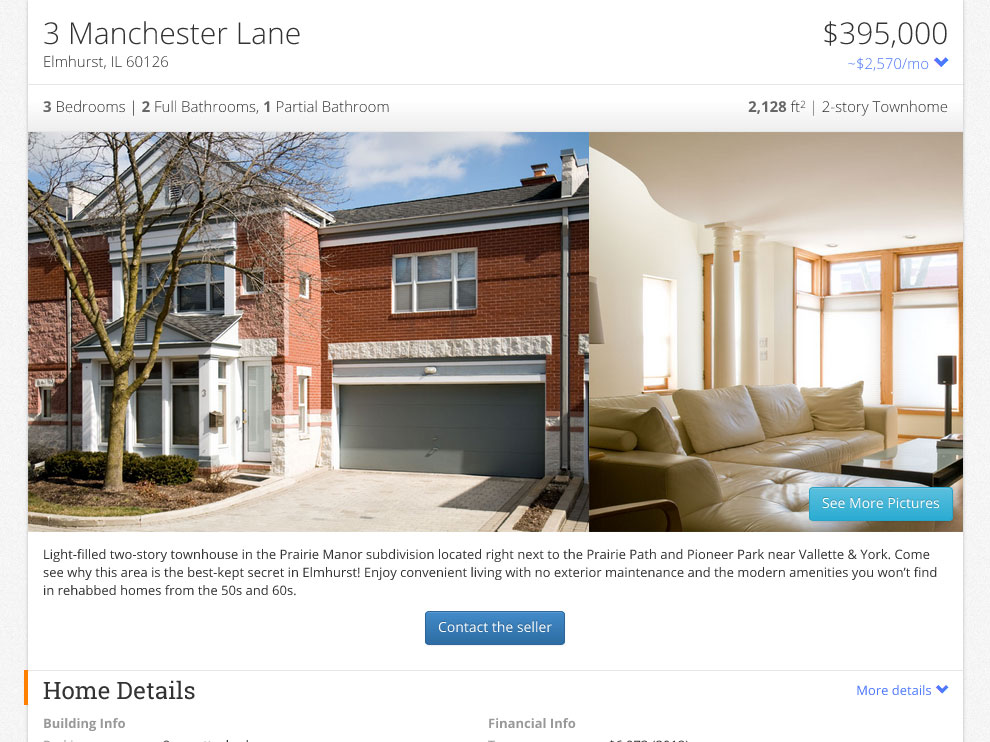 3 Manchester Lane
$395,000
Elmhurst, IL 60126
~$2,570/mo
3 Bedrooms | 2 Full Bathrooms, 1 Partial Bathroom
2,128 ft² | 2-story Townhome
3
See More Pictures
Light-filled two-story townhouse in the Prairie Manor subdivision located right next to the Prairie Path and Pioneer Park near Vallette & York. Come
see why this area is the best-kept secret in Elmhurst! Enjoy convenient living with no exterior maintenance and the modern amenities you won't find
in rehabbed homes from the 50s and 60s.
Contact the seller
Home Details
More details
Building Info
Financial Info